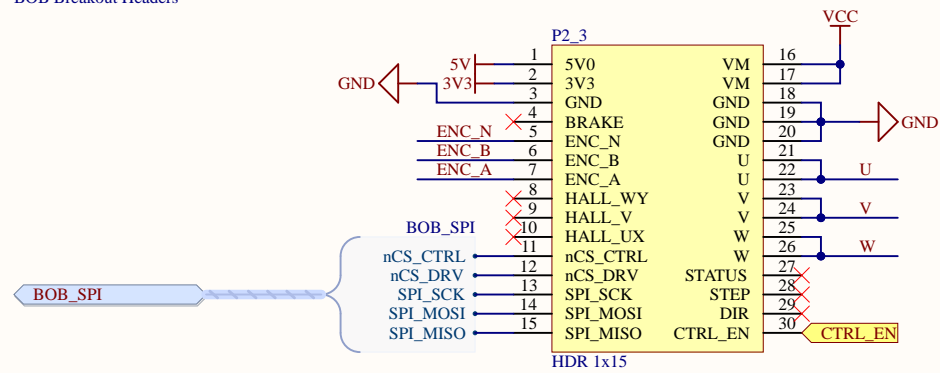 BOB Breakout Headers
VCC
P2_3
5V 1 5V0 VM 16
GND 3V3 2 3V3 VM 17
3 GND GND 18
4 BRAKE GND 19 GND
ENC_N 5 ENC_N GND 20
ENC_B 6 ENC_B U 21
ENC_A 7 ENC_A U 22 U
8 HALL_WY V 23
9 HALL_V V 24 V
BOB_SPI 10 HALL_UX W 25
nCS_CTRL 11 nCS_CTRL W 26 W
nCS_DRV 12 nCS_DRV STATUS 27
BOB_SPI SPI_SCK 13 SPI_SCK STEP 28
SPI_MOSI 14 SPI_MOSI DIR 29
SPI_MISO 15 SPI_MISO CTRL_EN 30 CTRL_EN
HDR 1x15